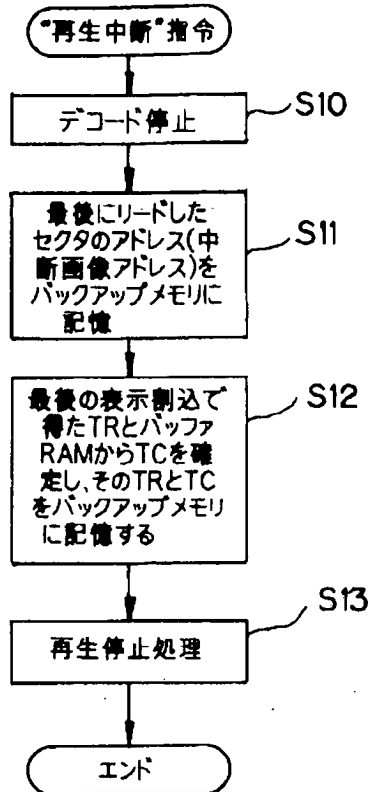 “再生中断”指令
デコード停止
S10
最後にリードした
セクタのアドレス(中
断画像アドレス)を
バックアップメモリに
記憶
S11
最後の表示割込で
得たTRとバッファ
RAMからTCを確
定し、そのTRとTC
をバックアップメモリ
に記憶する
S12
再生停止処理
S13
エンド